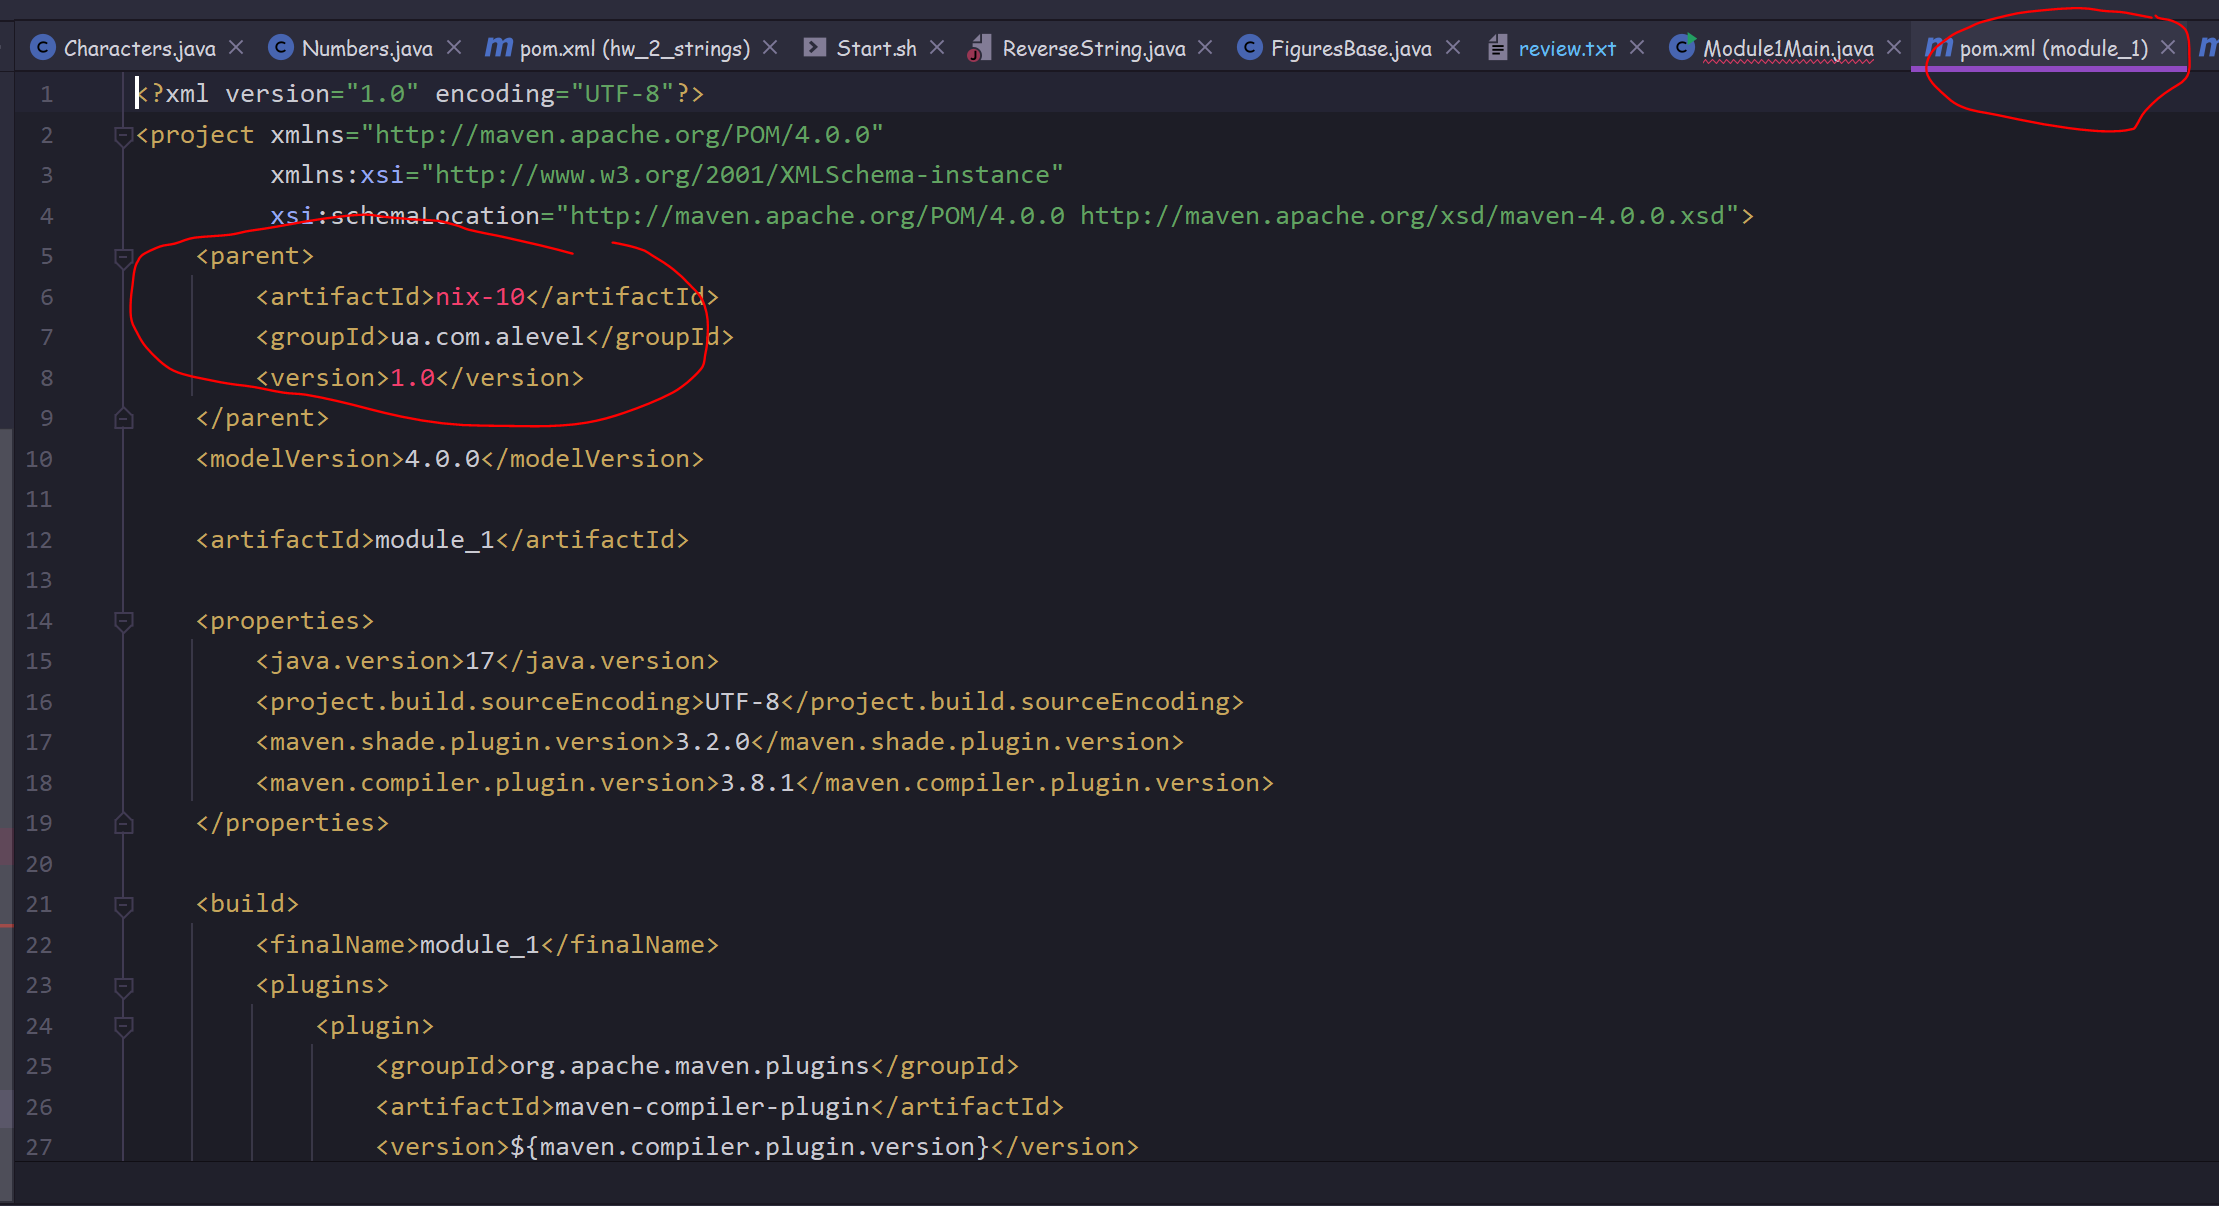 Characters.java Numbers.java pom.xml (hw_2_strings) Start.sh ReverseString.java FiguresBase.java review.txt Module1Main.java pom.xml (module_1)
1 <?xml version="1.0" encoding="UTF-8"?>
2 <project xmlns="http://maven.apache.org/POM/4.0.0"
3 xmlns:xsi="http://www.w3.org/2001/XMLSchema-instance"
4 xsi:schemaLocation="http://maven.apache.org/POM/4.0.0 http://maven.apache.org/xsd/maven-4.0.0.xsd">
5 <parent>
6 <artifactId>nix-10</artifactId>
7 <groupId>ua.com.alevel</groupId>
8 <version>1.0</version>
9 </parent>
10 <modelVersion>4.0.0</modelVersion>
11
12 <artifactId>module_1</artifactId>
13
14 <properties>
15 <java.version>17</java.version>
16 <project.build.sourceEncoding>UTF-8</project.build.sourceEncoding>
17 <maven.shade.plugin.version>3.2.0</maven.shade.plugin.version>
18 <maven.compiler.plugin.version>3.8.1</maven.compiler.plugin.version>
19 </properties>
20
21 <build>
22 <finalName>module_1</finalName>
23 <plugins>
24 <plugin>
25 <groupId>org.apache.maven.plugins</groupId>
26 <artifactId>maven-compiler-plugin</artifactId>
27 <version>${maven.compiler.plugin.version}</version>